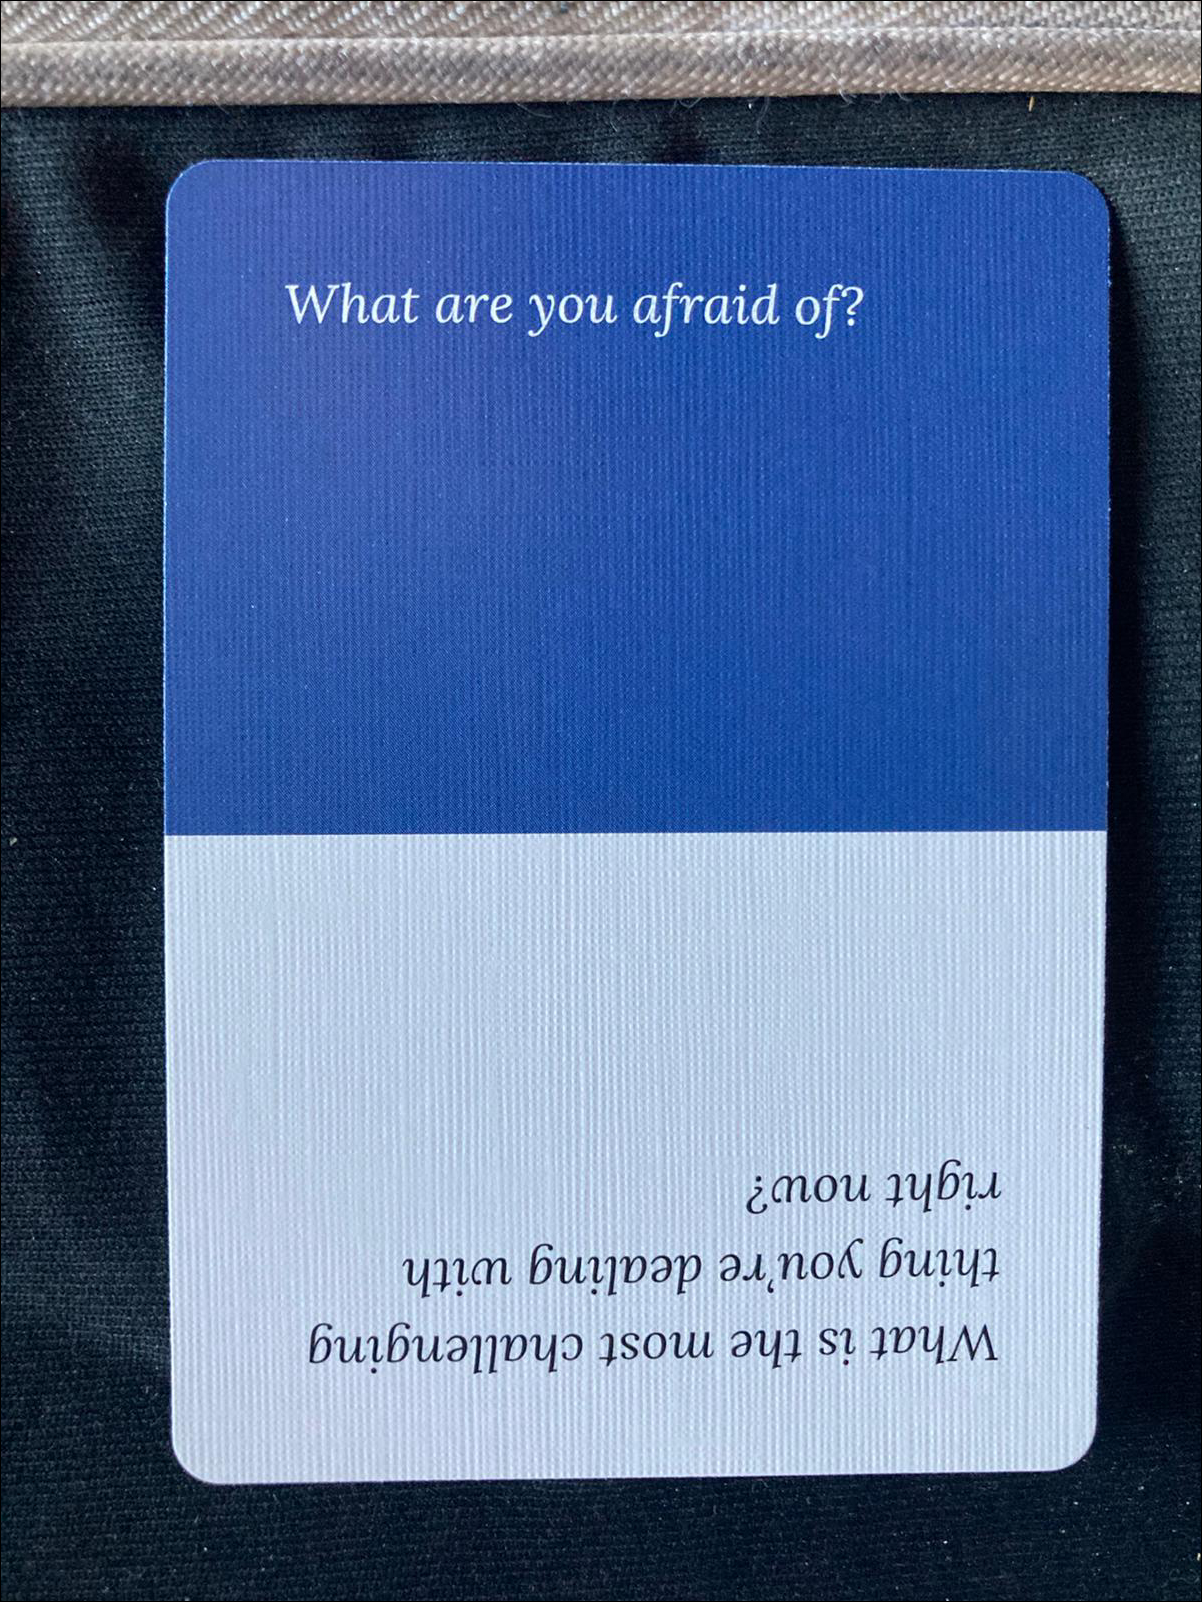 What are you afraid of?
What is the most challenging
thing you're dealing with
right now?